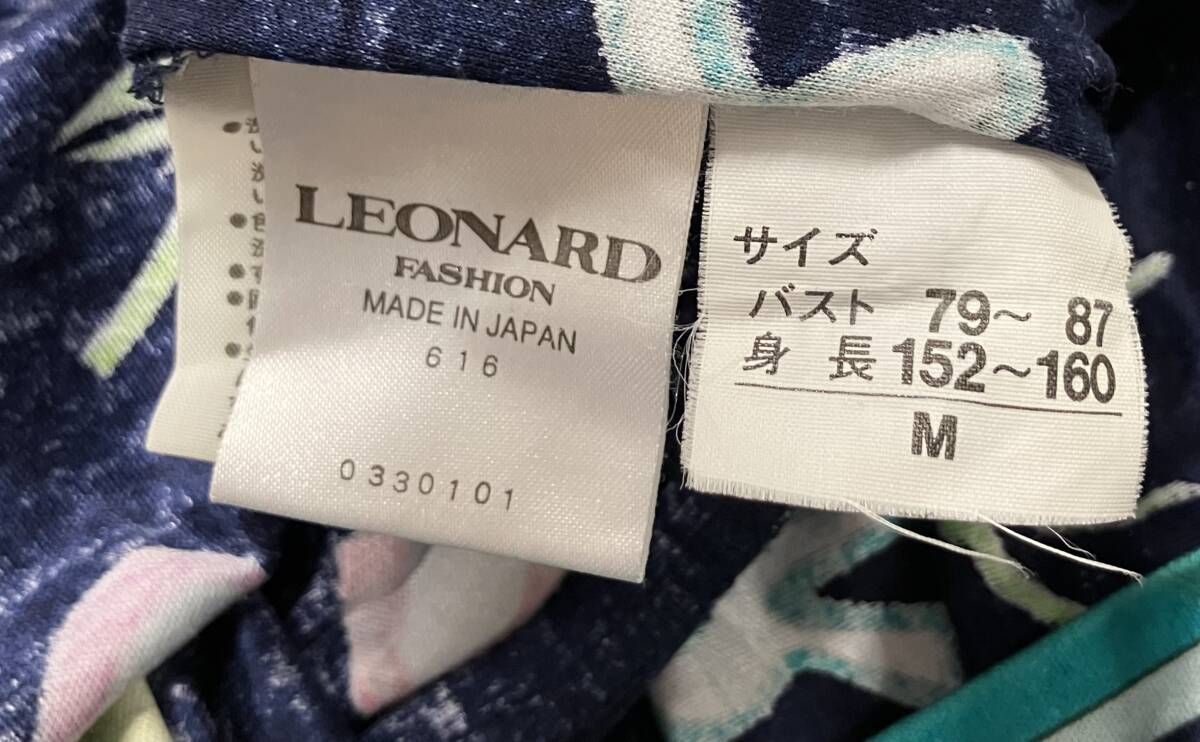 LEONARD
FASHION
MADE IN JAPAN
616
0330101
サイズ
バスト 79〜 87
身 長 152〜160
M